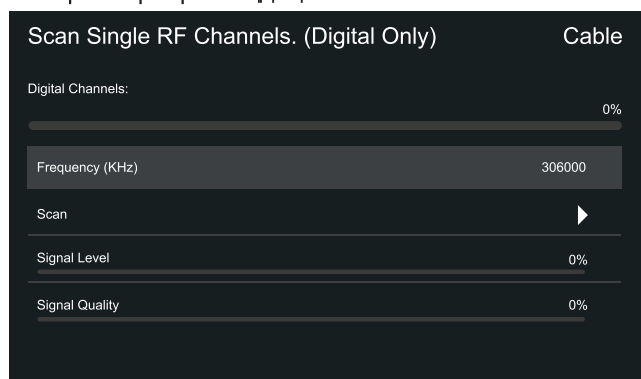 Scan Single RF Channels. (Digital Only) Cable
Digital Channels:
0%
Frequency (KHz) 306000
Scan
Signal Level 0%
Signal Quality 0%